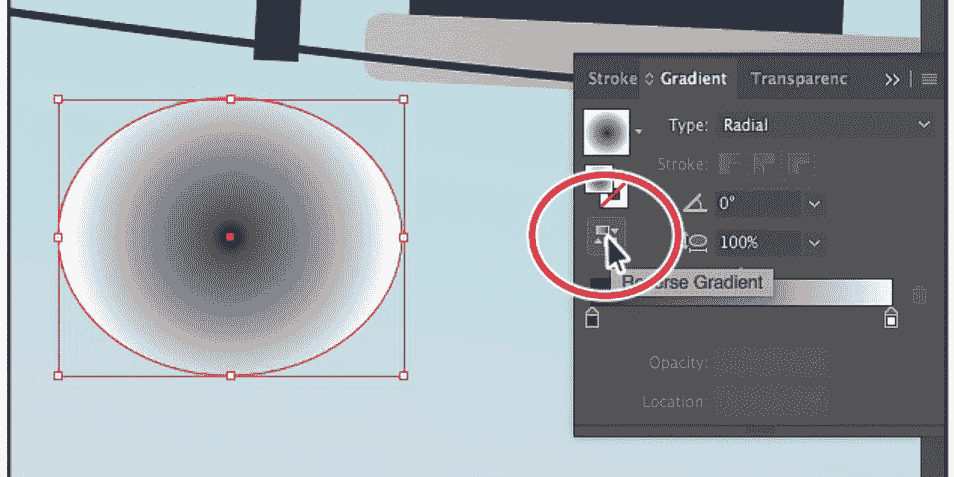 Stroke Gradient Transparenc
Type: Radial
Stroke:
0°
100%
Reverse Gradient
Opacity:
Location: